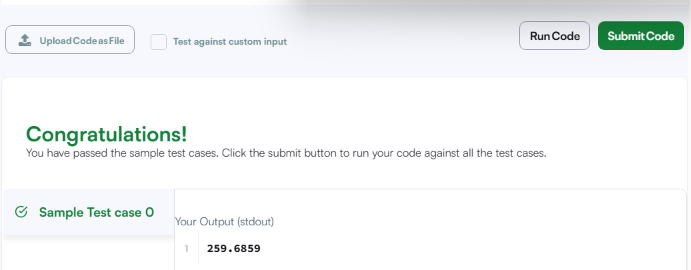 Upload Code as File
Test against custom input
Run Code
Submit Code
Congratulations!
You have passed the sample test cases. Click the submit button to run your code against all the test cases.
Sample Test case 0
Your Output (stdout)
1 259.6859